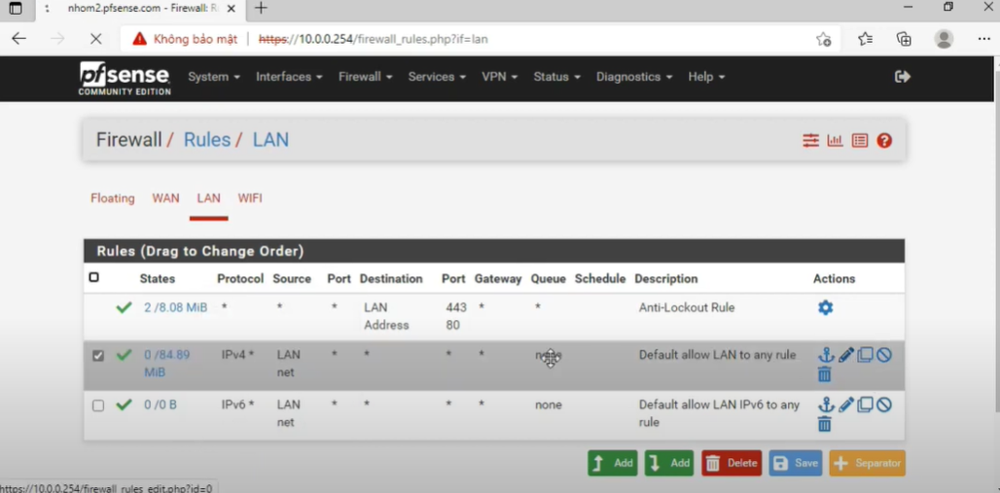 nhom2.pfsense.com - Firewall: R
Không bảo mật | https://10.0.0.254/firewall_rules.php?if=lan
pfsense
COMMUNITY EDITION
System Interfaces Firewall Services VPN Status Diagnostics Help
Firewall / Rules / LAN
Floating WAN LAN WIFI
Rules (Drag to Change Order)
States Protocol Source Port Destination Port Gateway Queue Schedule Description Actions
2 /8.08 MiB * * * LAN Address 443 80 * * Anti-Lockout Rule
0 /84.89 MiB IPv4 * LAN net * * * * none Default allow LAN to any rule
0 /0 B IPv6 * LAN net * * * * none Default allow LAN IPv6 to any rule
Add Add Delete Save Separator
https://10.0.0.254/firewall_rules_edit.php?id=0